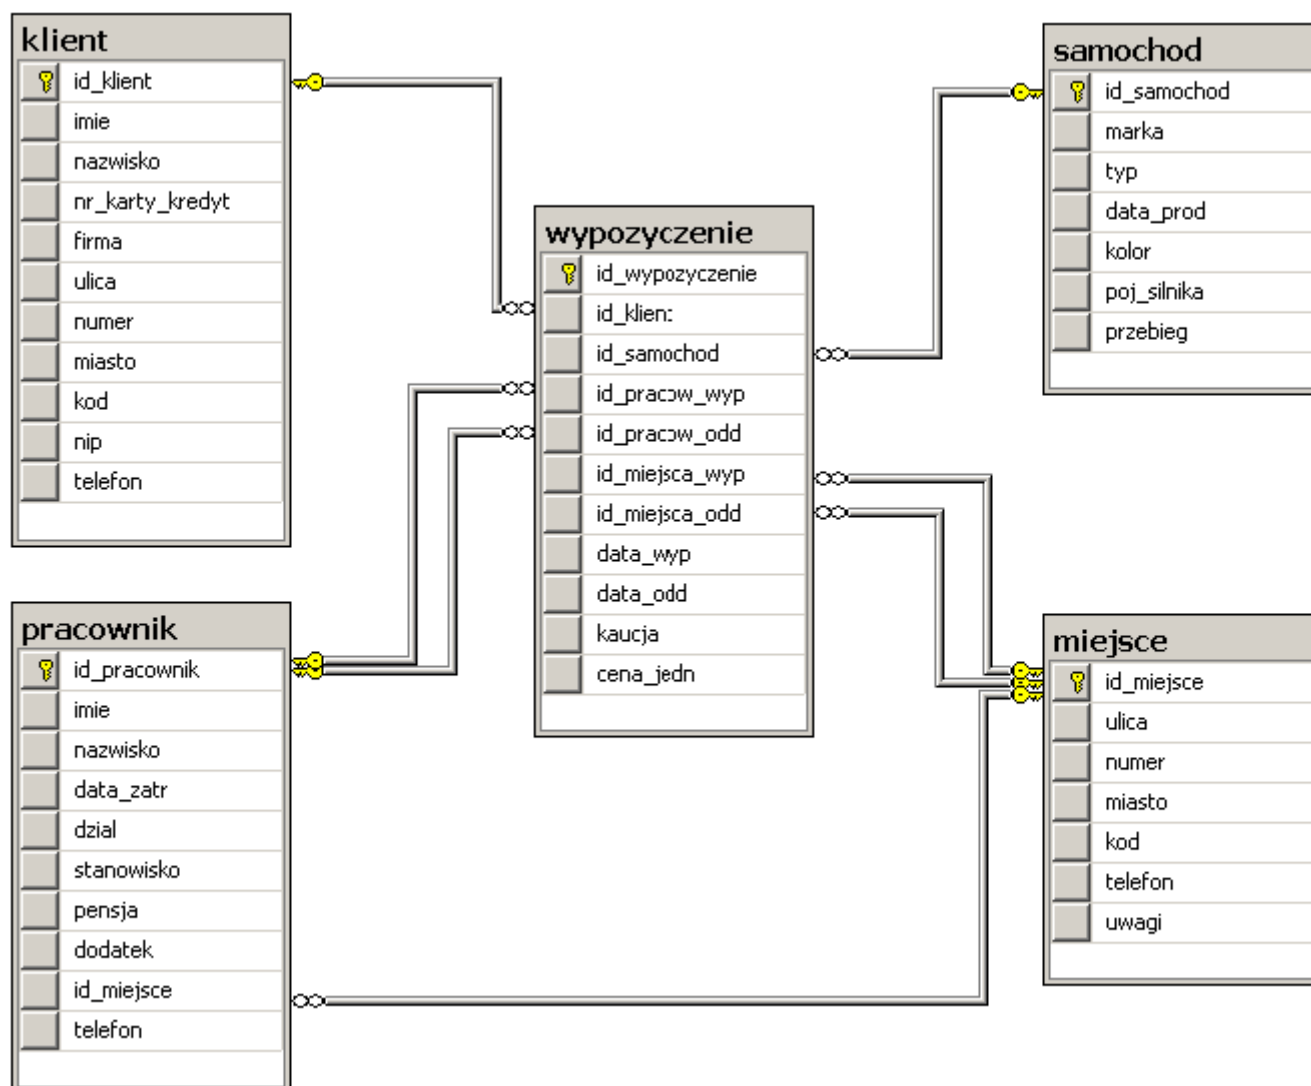 klient
id_klient
imie
nazwisko
nr_karty_kredyt
firma
ulica
numer
miasto
kod
nip
telefon
pracownik
id_pracownik
imie
nazwisko
data_zatr
dzial
stanowisko
pensja
dodatek
id_miejsce
telefon
wypozyczenie
id_wypozyczenie
id_klient
id_samochod
id_pracow_wyp
id_pracow_odd
id_miejsca_wyp
id_miejsca_odd
data_wyp
data_odd
kaucja
cena_jedn
samochod
id_samochod
marka
typ
data_prod
kolor
poj_silnika
przebieg
miejsce
id_miejsce
ulica
numer
miasto
kod
telefon
uwagi